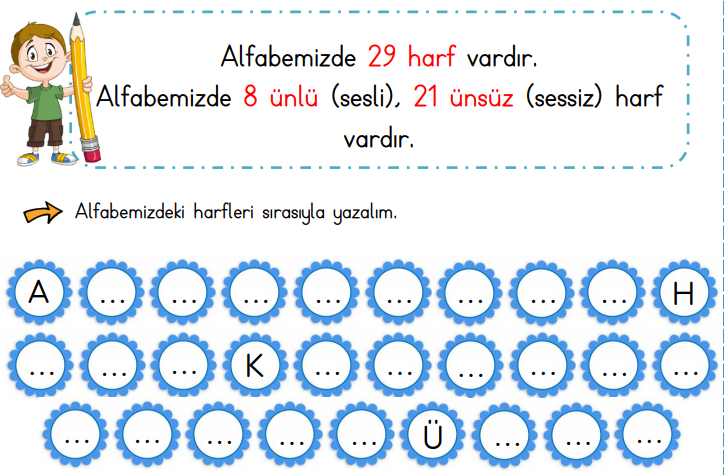 Alfabemizde 29 harf vardır.
Alfabemizde 8 ünlü (sesli), 21 ünsüz (sessiz) harf
vardır.
Alfabemizdeki harfleri sırasıyla yazalım.
A ... ... ... ... ... ... ... ... H
... ... ... K ... ... ... ... ... ...
... ... ... ... ... Ü ... ... ...